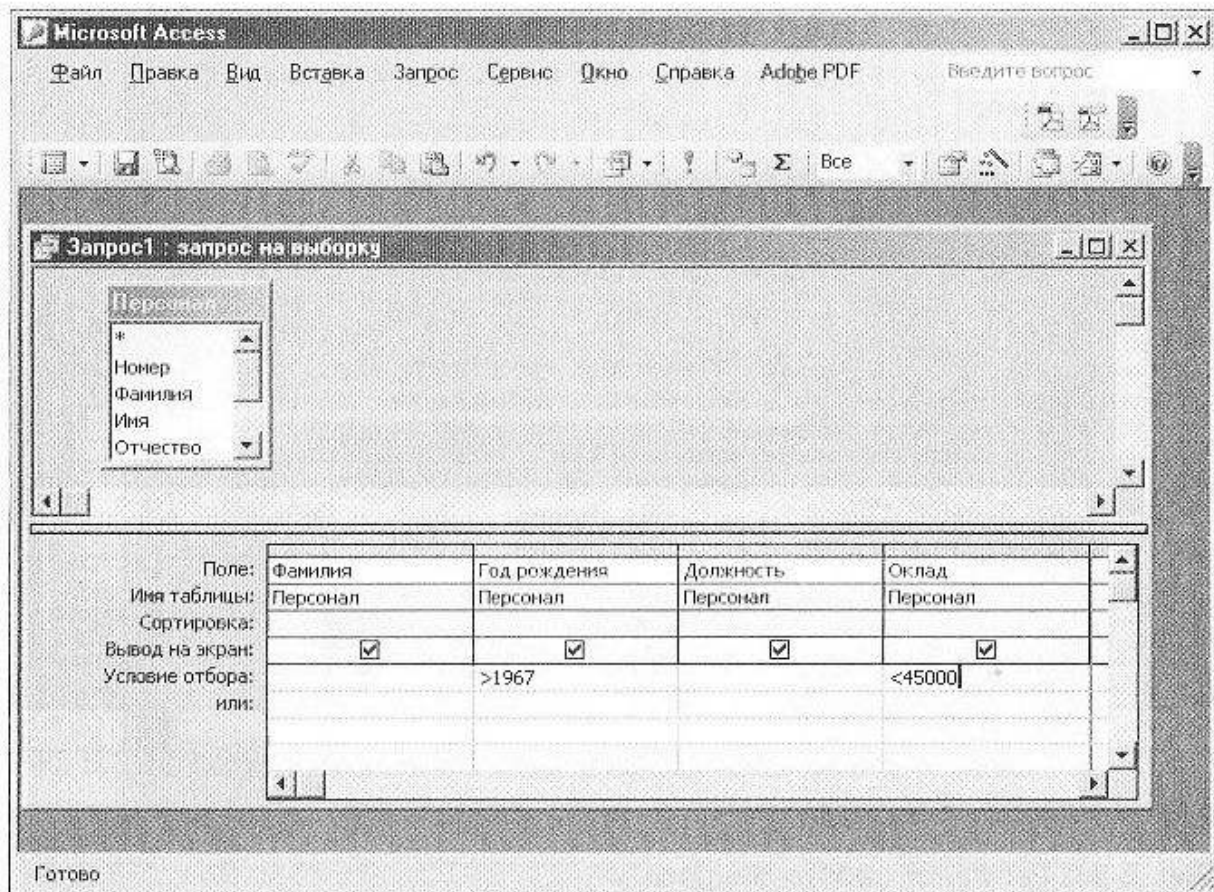 Microsoft Access
Файл Правка Вид Вставка Запрос Сервис Окно Справка Adobe PDF Введите вопрос
Все
Запрос1 : запрос на выборку
Персонал
*
Номер
Фамилия
Имя
Отчество
Поле: Фамилия Год рождения Должность Оклад
Имя таблицы: Персонал Персонал Персонал Персонал
Сортировка:
Вывод на экран:
Условие отбора: >1967 <45000
или:
Готово